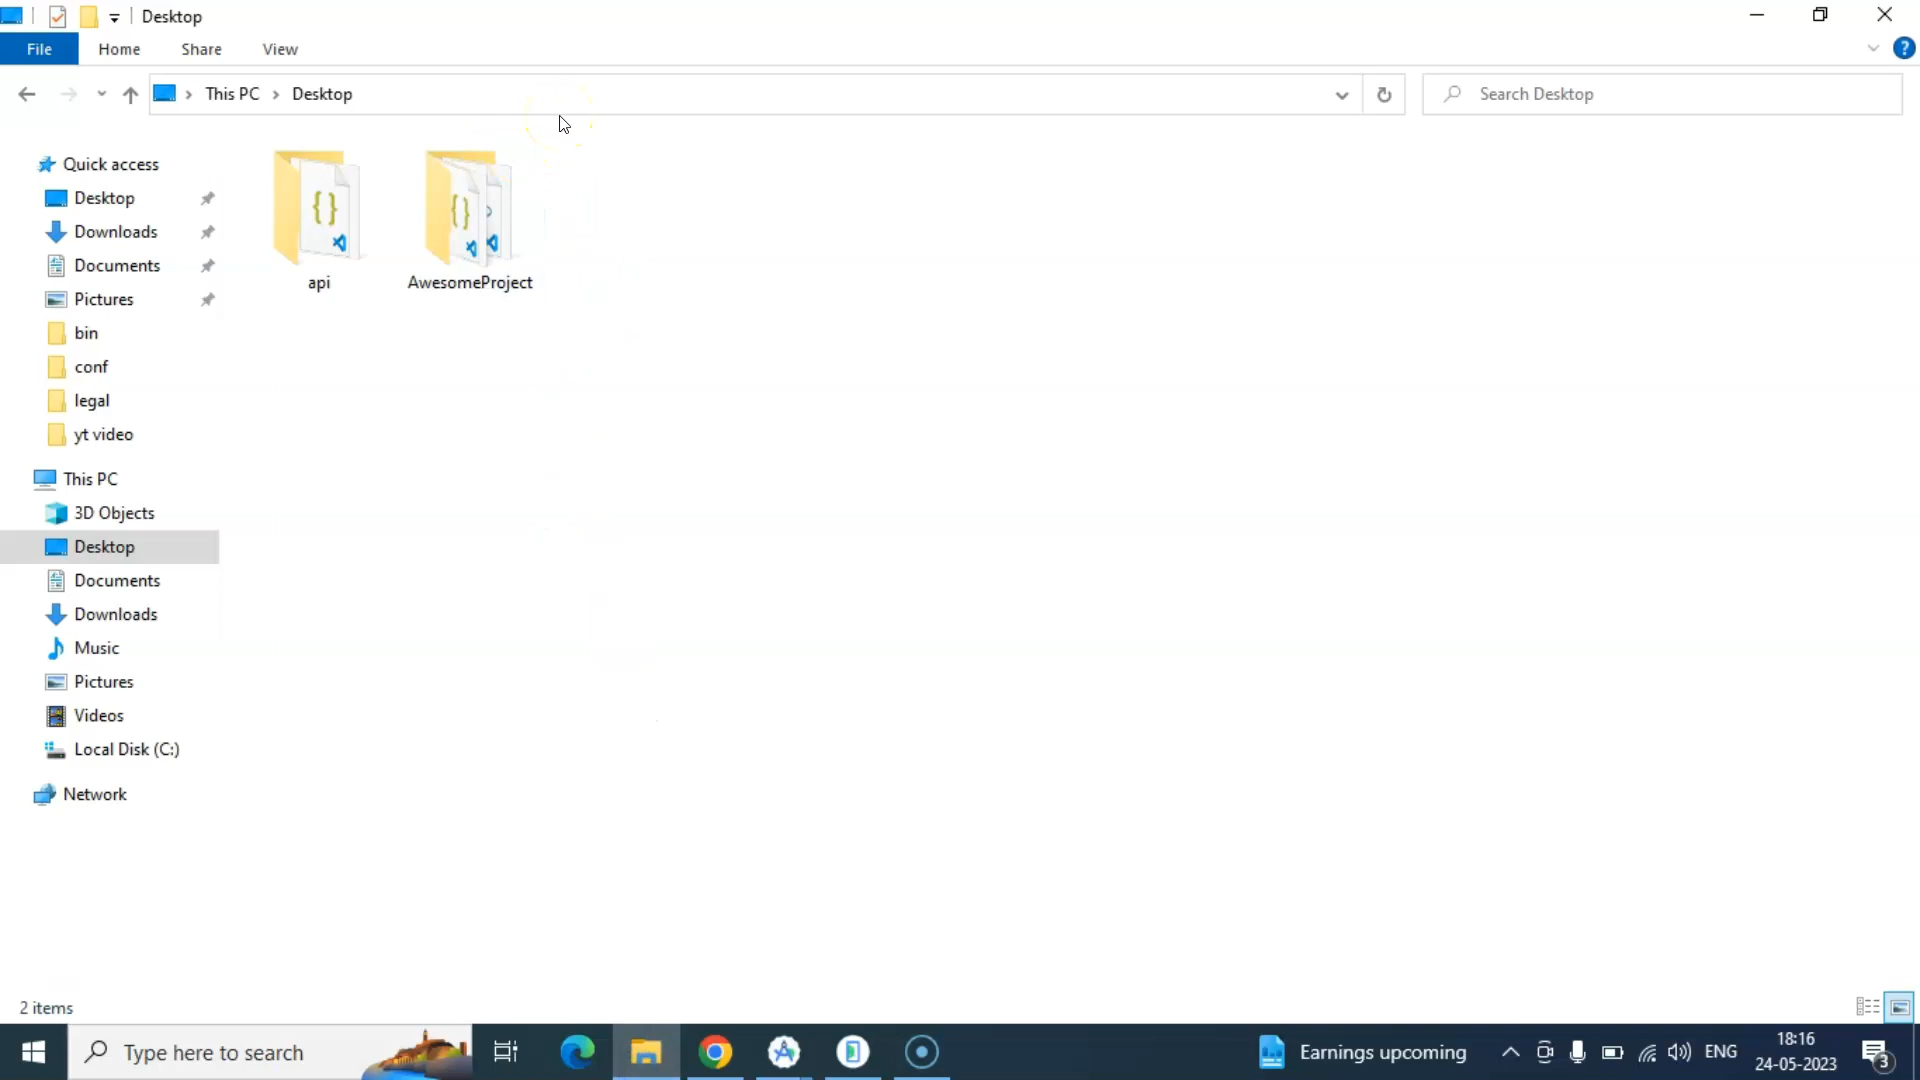 Desktop
File Home Share View
This PC Desktop
Search Desktop
Quick access
Desktop
Downloads
Documents
Pictures
bin
conf
legal
yt video
This PC
3D Objects
Desktop
Documents
Downloads
Music
Pictures
Videos
Local Disk (C:)
Network
api
AwesomeProject
2 items
Type here to search
Earnings upcoming
ENG
18:16
24-05-2023
3